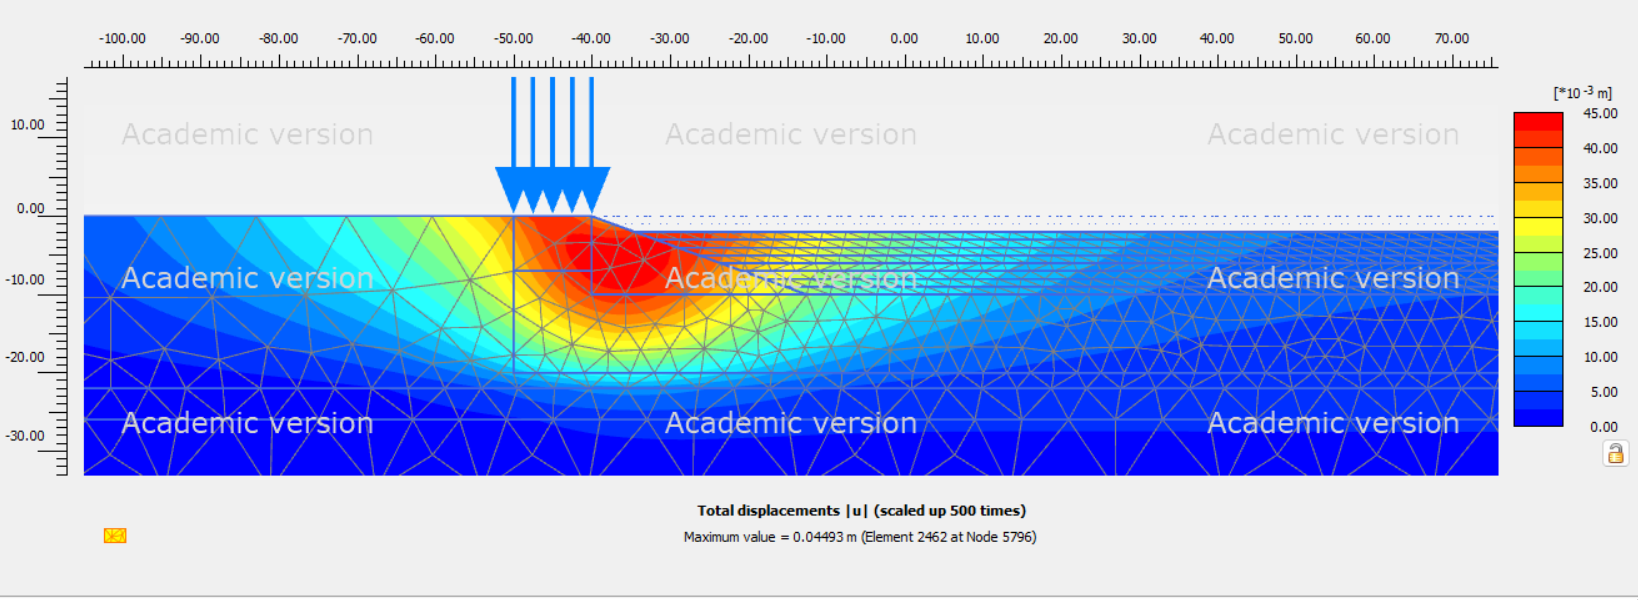 -100.00 -90.00 -80.00 -70.00 -60.00 -50.00 -40.00 -30.00 -20.00 -10.00 0.00 10.00 20.00 30.00 40.00 50.00 60.00 70.00
[*10 -3 m]
45.00
10.00
Academic version Academic version Academic version
40.00
35.00
0.00
30.00
25.00
-10.00
Academic version Academic version Academic version
20.00
15.00
-20.00
10.00
5.00
Academic version Academic version Academic version
0.00
-30.00
Total displacements |u| (scaled up 500 times)
Maximum value = 0.04493 m (Element 2462 at Node 5796)